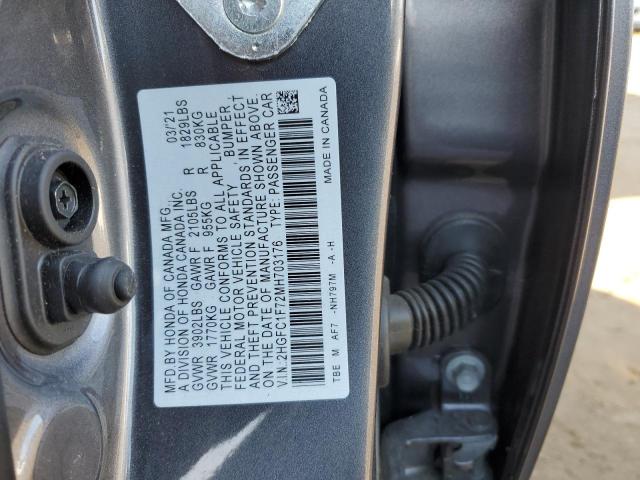 MFD.BY HONDA OF CANADA MFG.,
A DIVISION OF HONDA CANADA INC. 03/'21
GVWR 3902LBS GAWR F 2105LBS R 1829LBS
GVWR 1770KG GAWR F 955KG R 830KG
THIS VEHICLE CONFORMS TO ALL APPLICABLE
FEDERAL MOTOR VEHICLE SAFETY, BUMPER,
AND THEFT PREVENTION STANDARDS IN EFFECT
ON THE DATE OF MANUFACTURE SHOWN ABOVE.
V.I.N.:2HGFC1F72MH703176 TYPE: PASSENGER CAR
TBE M AF7 -NH797M -A -H MADE IN CANADA